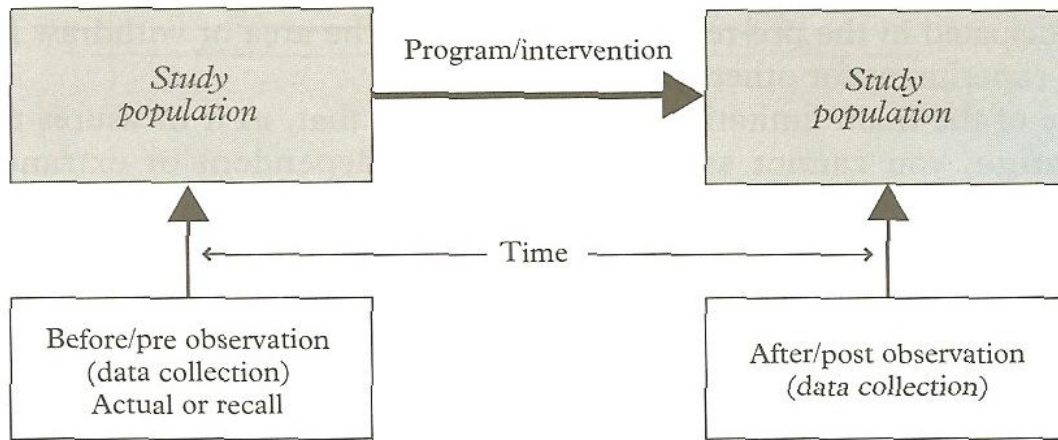 Program/intervention
Study
population
Study
population
Time
Before/pre observation
(data collection)
Actual or recall
After/post observation
(data collection)